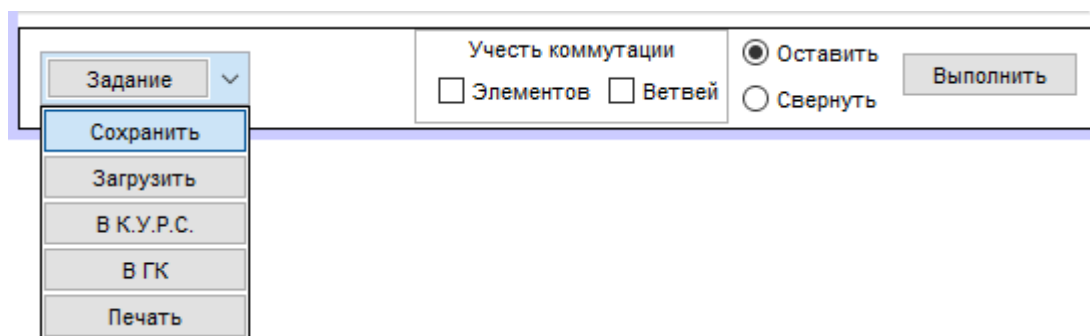 Задание
Учесть коммутации
Элементов Ветвей
Оставить
Свернуть
Выполнить
Сохранить
Загрузить
В К.У.Р.С.
В ГК
Печать